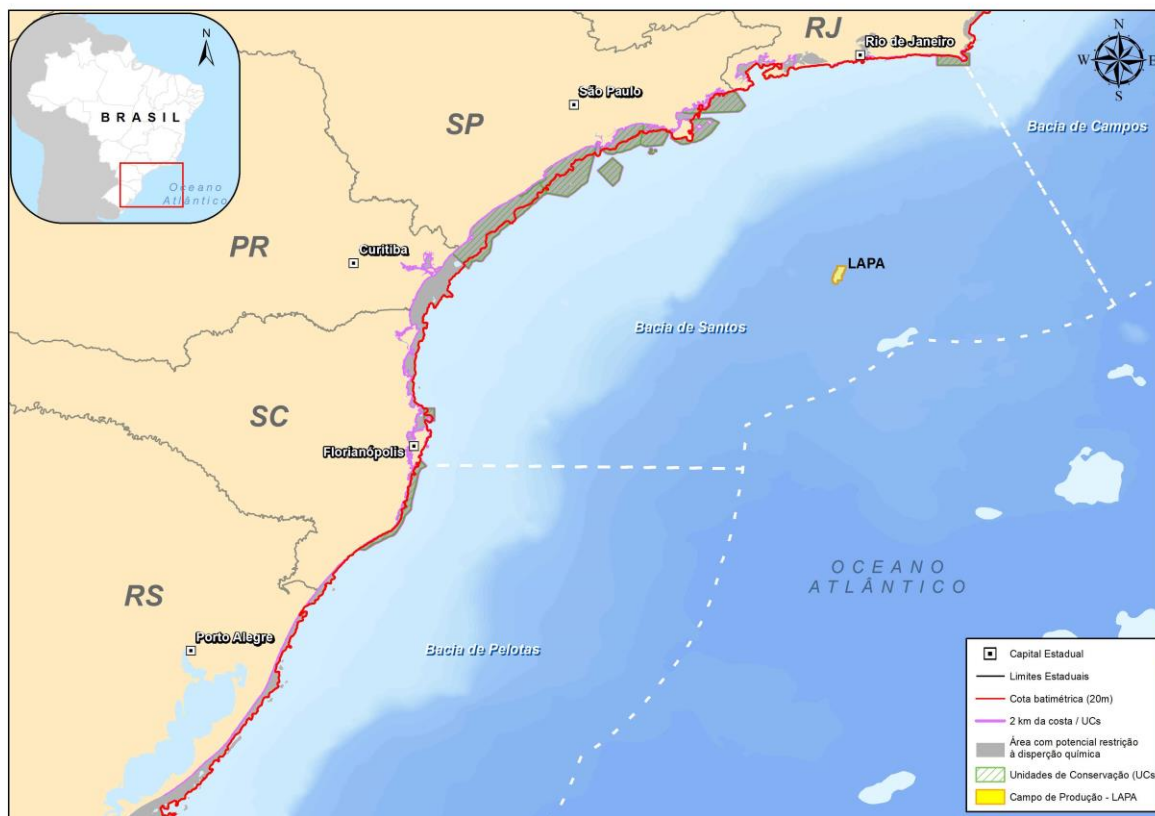 N
BRASIL
Oceano
Atlântico
RJ
Rio de Janeiro
N
W E
S
São Paulo
SP
Bacia de Campos
PR
Curitiba
LAPA
Bacia de Santos
SC
Florianópolis
OCEANO
ATLÂNTICO
RS
Porto Alegre
Bacia de Pelotas
Capital Estadual
Limites Estaduais
Cota batimétrica (20m)
2 km da costa / UCs
Área com potencial restrição
à disperção química
Unidades de Conservação (UCs
Campo de Produção - LAPA